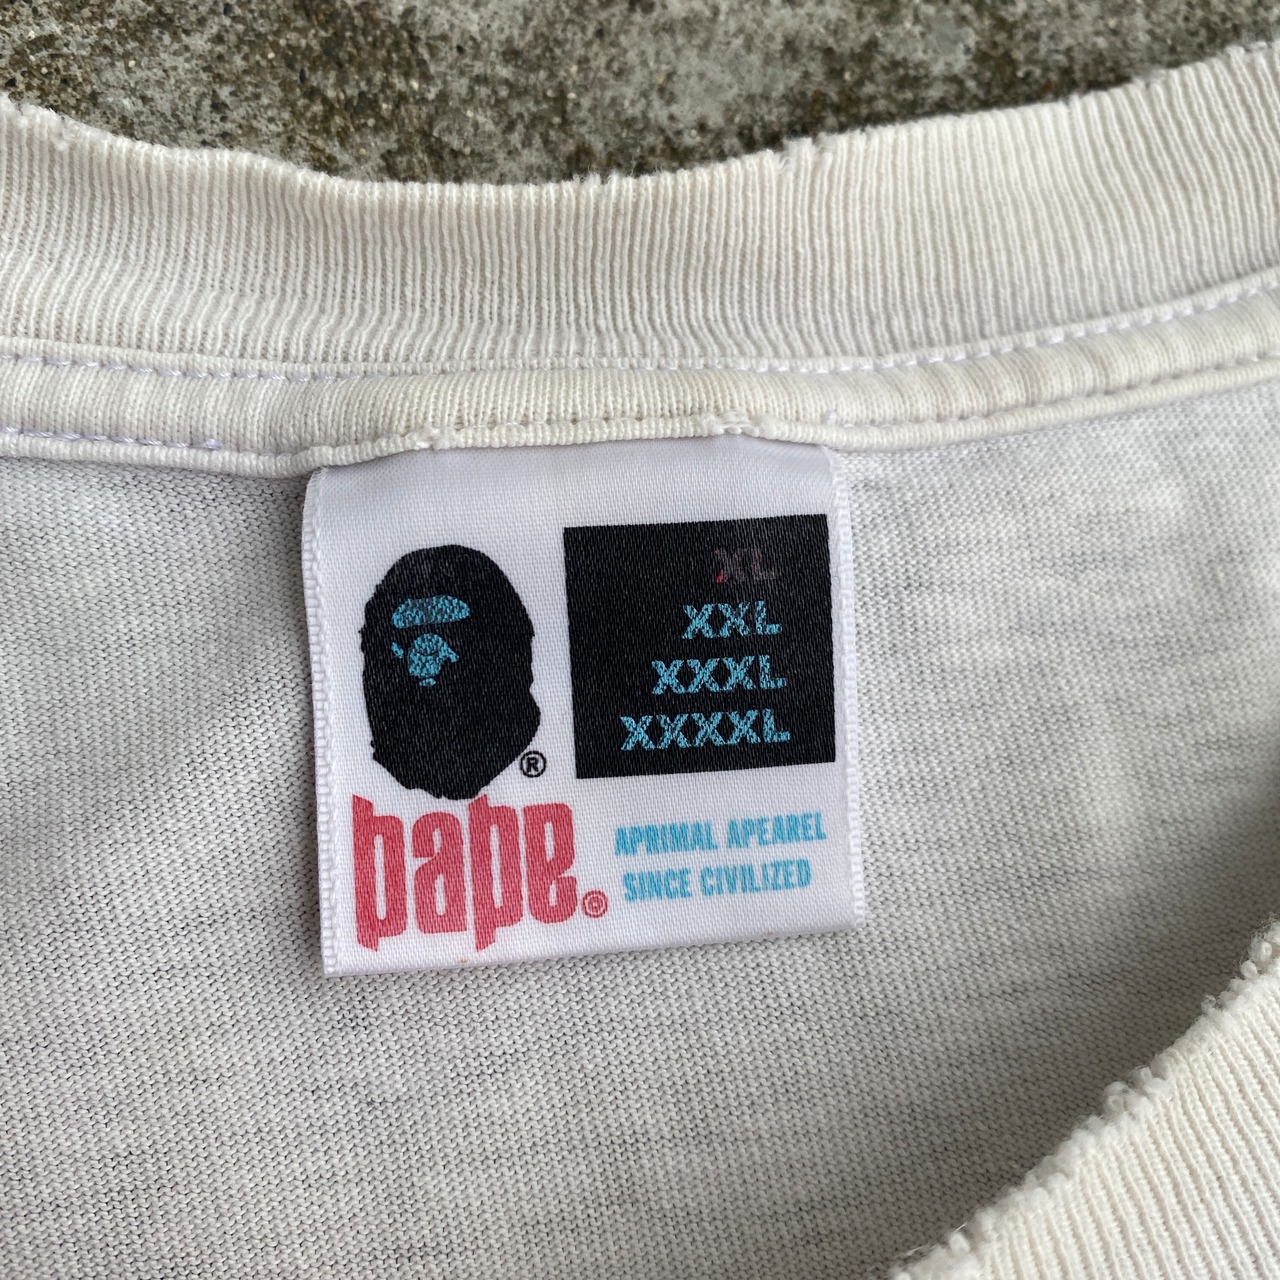 XL
XXL
XXXL
XXXXL
®
bape.©
APRIMAL APEAREL
SINCE CIVILIZED